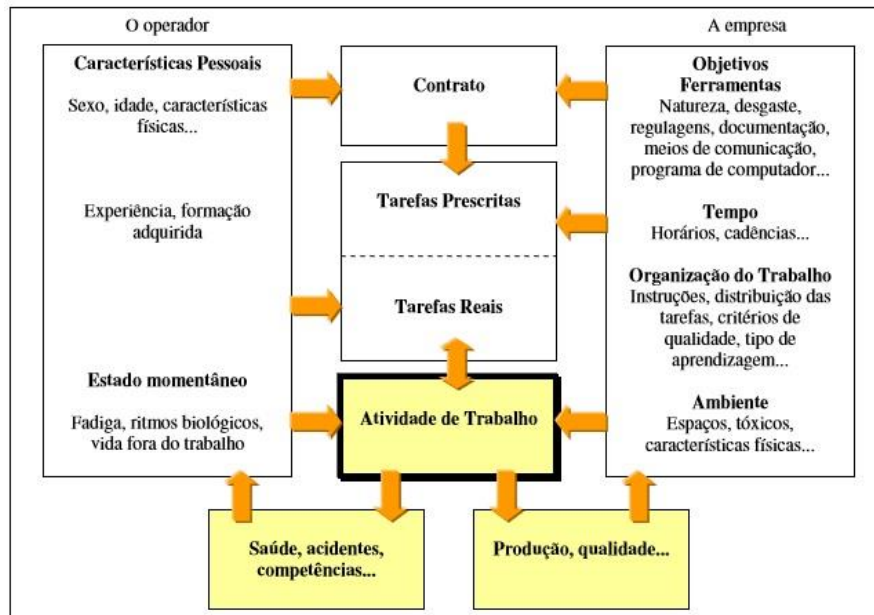 O operador
A empresa
Características Pessoais
Sexo, idade, características
físicas...
Experiência, formação
adquirida
Estado momentâneo
Fadiga, ritmos biológicos,
vida fora do trabalho
Contrato
Tarefas Prescritas
Tarefas Reais
Atividade de Trabalho
Objetivos
Ferramentas
Natureza, desgaste,
regulagens, documentação,
meios de comunicação,
programa de computador...
Tempo
Horários, cadências...
Organização do Trabalho
Instruções, distribuição das
tarefas, critérios de
qualidade, tipo de
aprendizagem...
Ambiente
Espaços, tóxicos,
características físicas...
Saúde, acidentes,
competências...
Produção, qualidade...